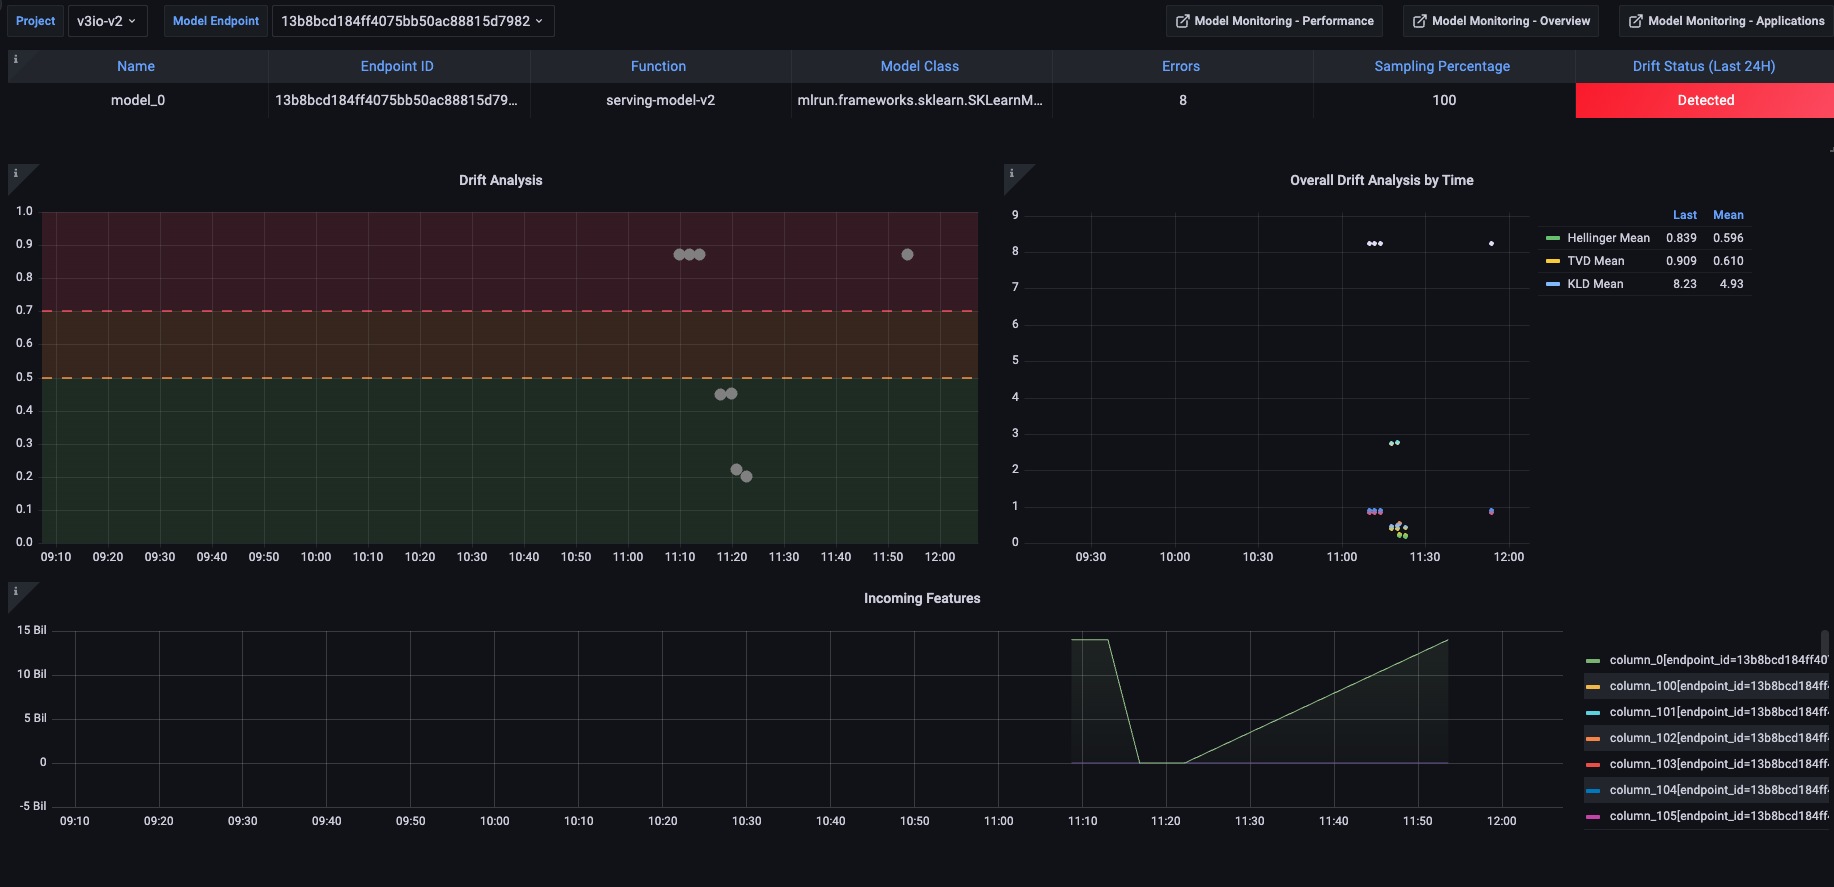 Project v3io-v2 Model Endpoint 13b8bcd184ff4075bb50ac88815d7982 Model Monitoring - Performance Model Monitoring - Overview Model Monitoring - Applications
Name Endpoint ID Function Model Class Errors Sampling Percentage Drift Status (Last 24H)
model_0 13b8bcd184ff4075bb50ac88815d79... serving-model-v2 mlrun.frameworks.sklearn.SKLearnM... 8 100 Detected
Drift Analysis
1.0
0.9
0.8
0.7
0.6
0.5
0.4
0.3
0.2
0.1
0.0
09:10 09:20 09:30 09:40 09:50 10:00 10:10 10:20 10:30 10:40 10:50 11:00 11:10 11:20 11:30 11:40 11:50 12:00
Overall Drift Analysis by Time
9
8
7
6
5
4
3
2
1
0
09:30 10:00 10:30 11:00 11:30 12:00
Last Mean
Hellinger Mean 0.839 0.596
TVD Mean 0.909 0.610
KLD Mean 8.23 4.93
Incoming Features
15 Bil
10 Bil
5 Bil
0
-5 Bil
09:10 09:20 09:30 09:40 09:50 10:00 10:10 10:20 10:30 10:40 10:50 11:00 11:10 11:20 11:30 11:40 11:50 12:00
column_0[endpoint_id=13b8bcd184ff40
column_100[endpoint_id=13b8bcd184ff
column_101[endpoint_id=13b8bcd184ff
column_102[endpoint_id=13b8bcd184ff
column_103[endpoint_id=13b8bcd184ff
column_104[endpoint_id=13b8bcd184ff
column_105[endpoint_id=13b8bcd184ff